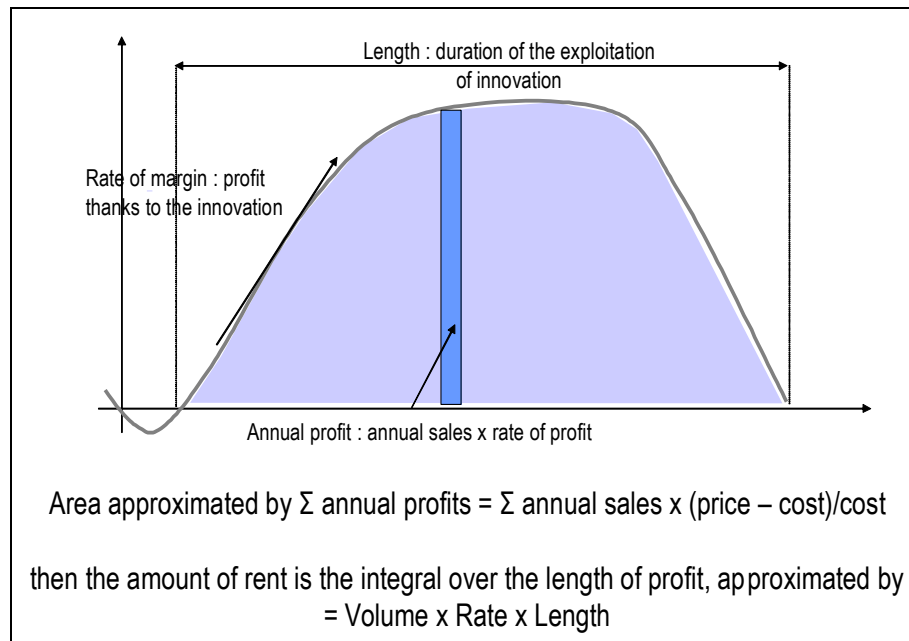 Length : duration of the exploitation
of innovation
Rate of margin : profit
thanks to the innovation
Annual profit : annual sales x rate of profit
Area approximated by Σ annual profits = Σ annual sales x (price – cost)/cost
then the amount of rent is the integral over the length of profit, approximated by
= Volume x Rate x Length